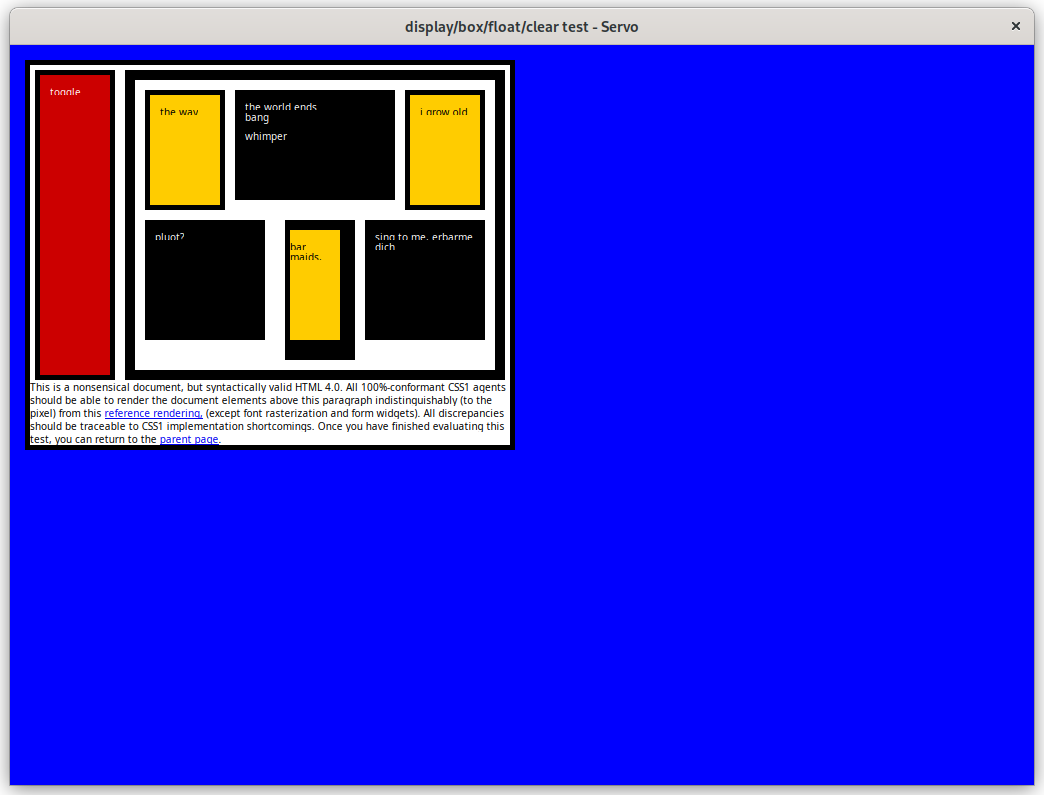 display/box/float/clear test - Servo
toggle
the way
the world ends
bang
whimper
i grow old
pluot?
bar
maids,
sing to me, erbarme
dich
This is a nonsensical document, but syntactically valid HTML 4.0. All 100%-conformant CSS1 agents
should be able to render the document elements above this paragraph indistinguishably (to the
pixel) from this reference rendering, (except font rasterization and form widgets). All discrepancies
should be traceable to CSS1 implementation shortcomings. Once you have finished evaluating this
test, you can return to the parent page.